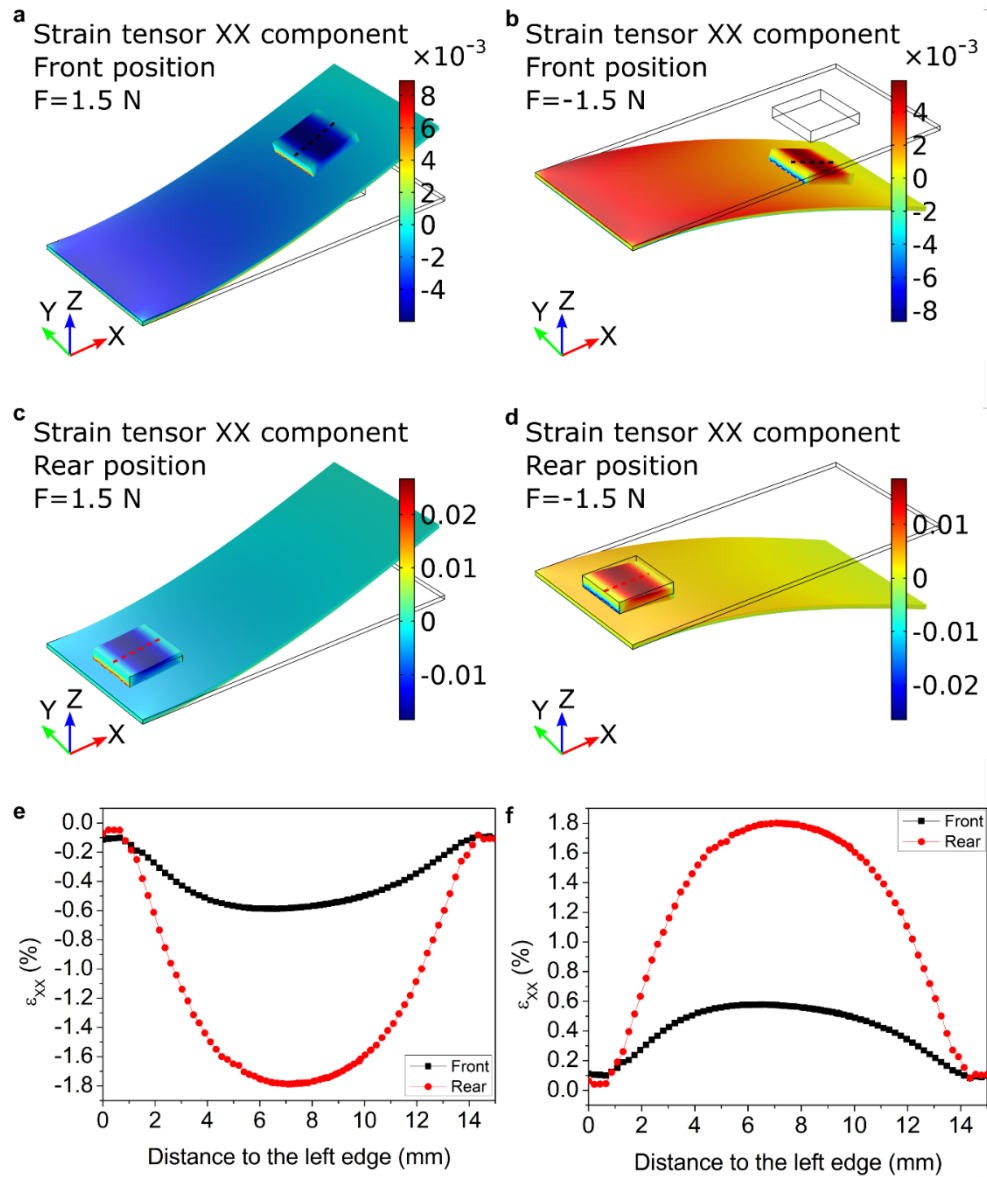 a
Strain tensor XX component
Front position
F=1.5 N
×10⁻³
8
6
4
2
0
-2
-4
Y
Z
X
b
Strain tensor XX component
Front position
F=-1.5 N
×10⁻³
4
2
0
-2
-4
-6
-8
Y
Z
X
c
Strain tensor XX component
Rear position
F=1.5 N
0.02
0.01
0
-0.01
Y
Z
X
d
Strain tensor XX component
Rear position
F=-1.5 N
0.01
0
-0.01
-0.02
Y
Z
X
e
0.0
-0.2
-0.4
-0.6
-0.8
-1.0
-1.2
-1.4
-1.6
-1.8
εXX (%)
Front
Rear
0 2 4 6 8 10 12 14
Distance to the left edge (mm)
f
1.8
1.6
1.4
1.2
1.0
0.8
0.6
0.4
0.2
0.0
εXX (%)
Front
Rear
0 2 4 6 8 10 12 14
Distance to the left edge (mm)